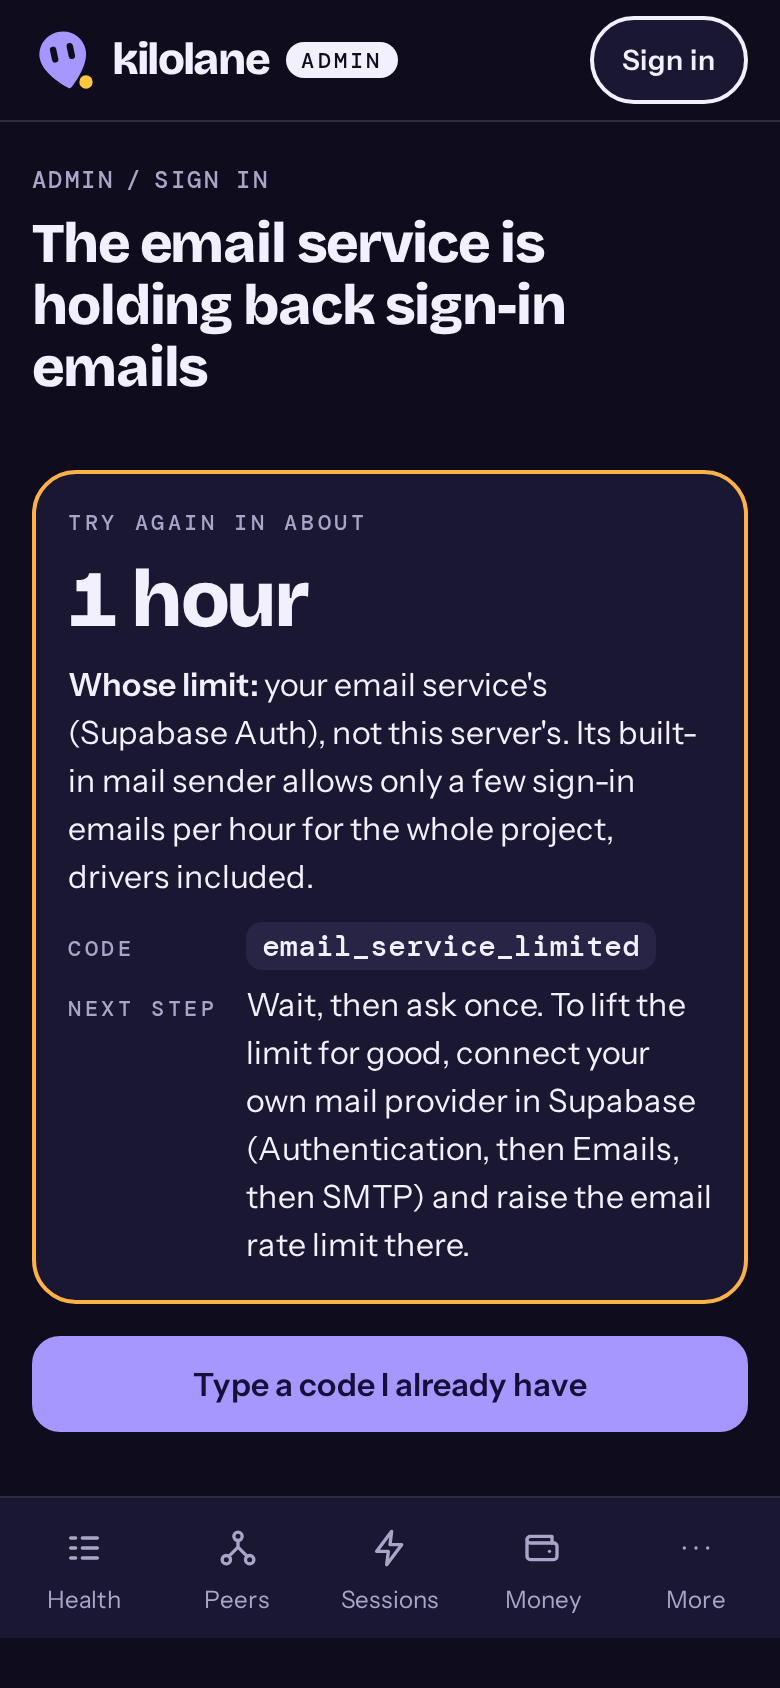 kilolane ADMIN Sign in
ADMIN / SIGN IN
The email service is
holding back sign-in
emails
TRY AGAIN IN ABOUT
1 hour
Whose limit: your email service's
(Supabase Auth), not this server's. Its built-
in mail sender allows only a few sign-in
emails per hour for the whole project,
drivers included.
CODE email_service_limited
NEXT STEP Wait, then ask once. To lift the
limit for good, connect your
own mail provider in Supabase
(Authentication, then Emails,
then SMTP) and raise the email
rate limit there.
Type a code I already have
Health Peers Sessions Money More